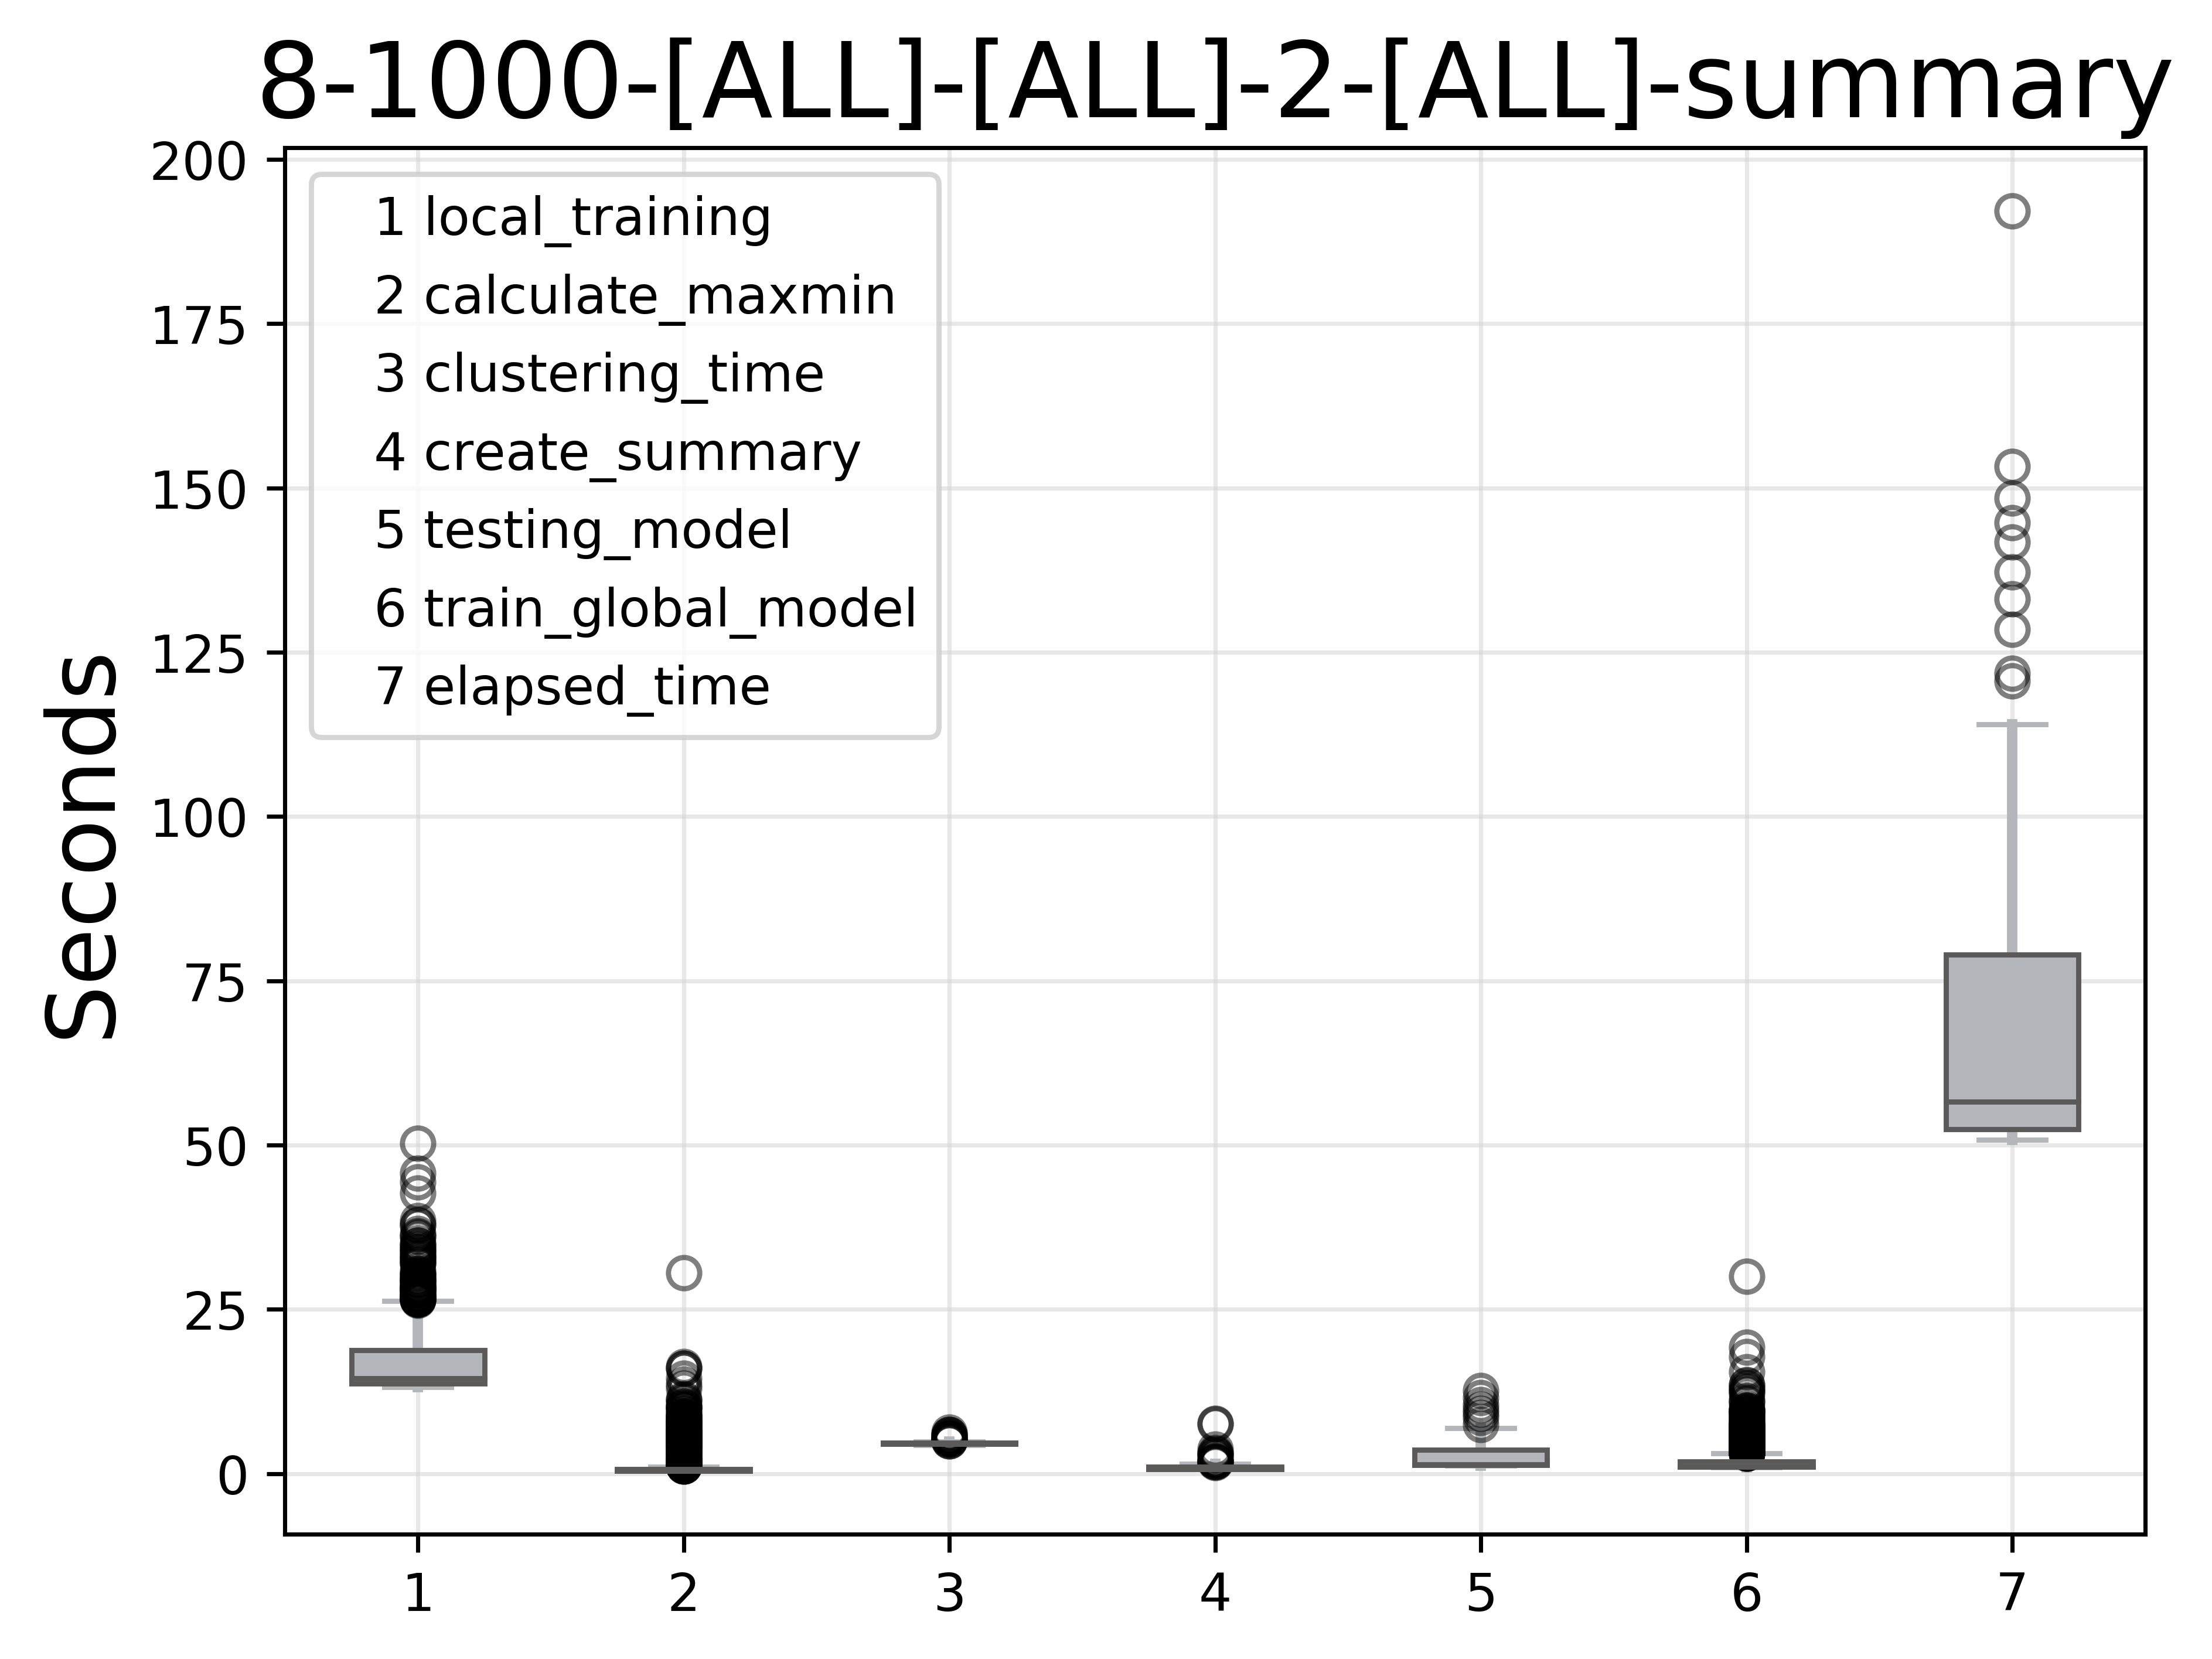 8-1000-[ALL]-[ALL]-2-[ALL]-summary
Seconds
200
175
150
125
100
75
50
25
0
1 local_training
2 calculate_maxmin
3 clustering_time
4 create_summary
5 testing_model
6 train_global_model
7 elapsed_time
1 2 3 4 5 6 7